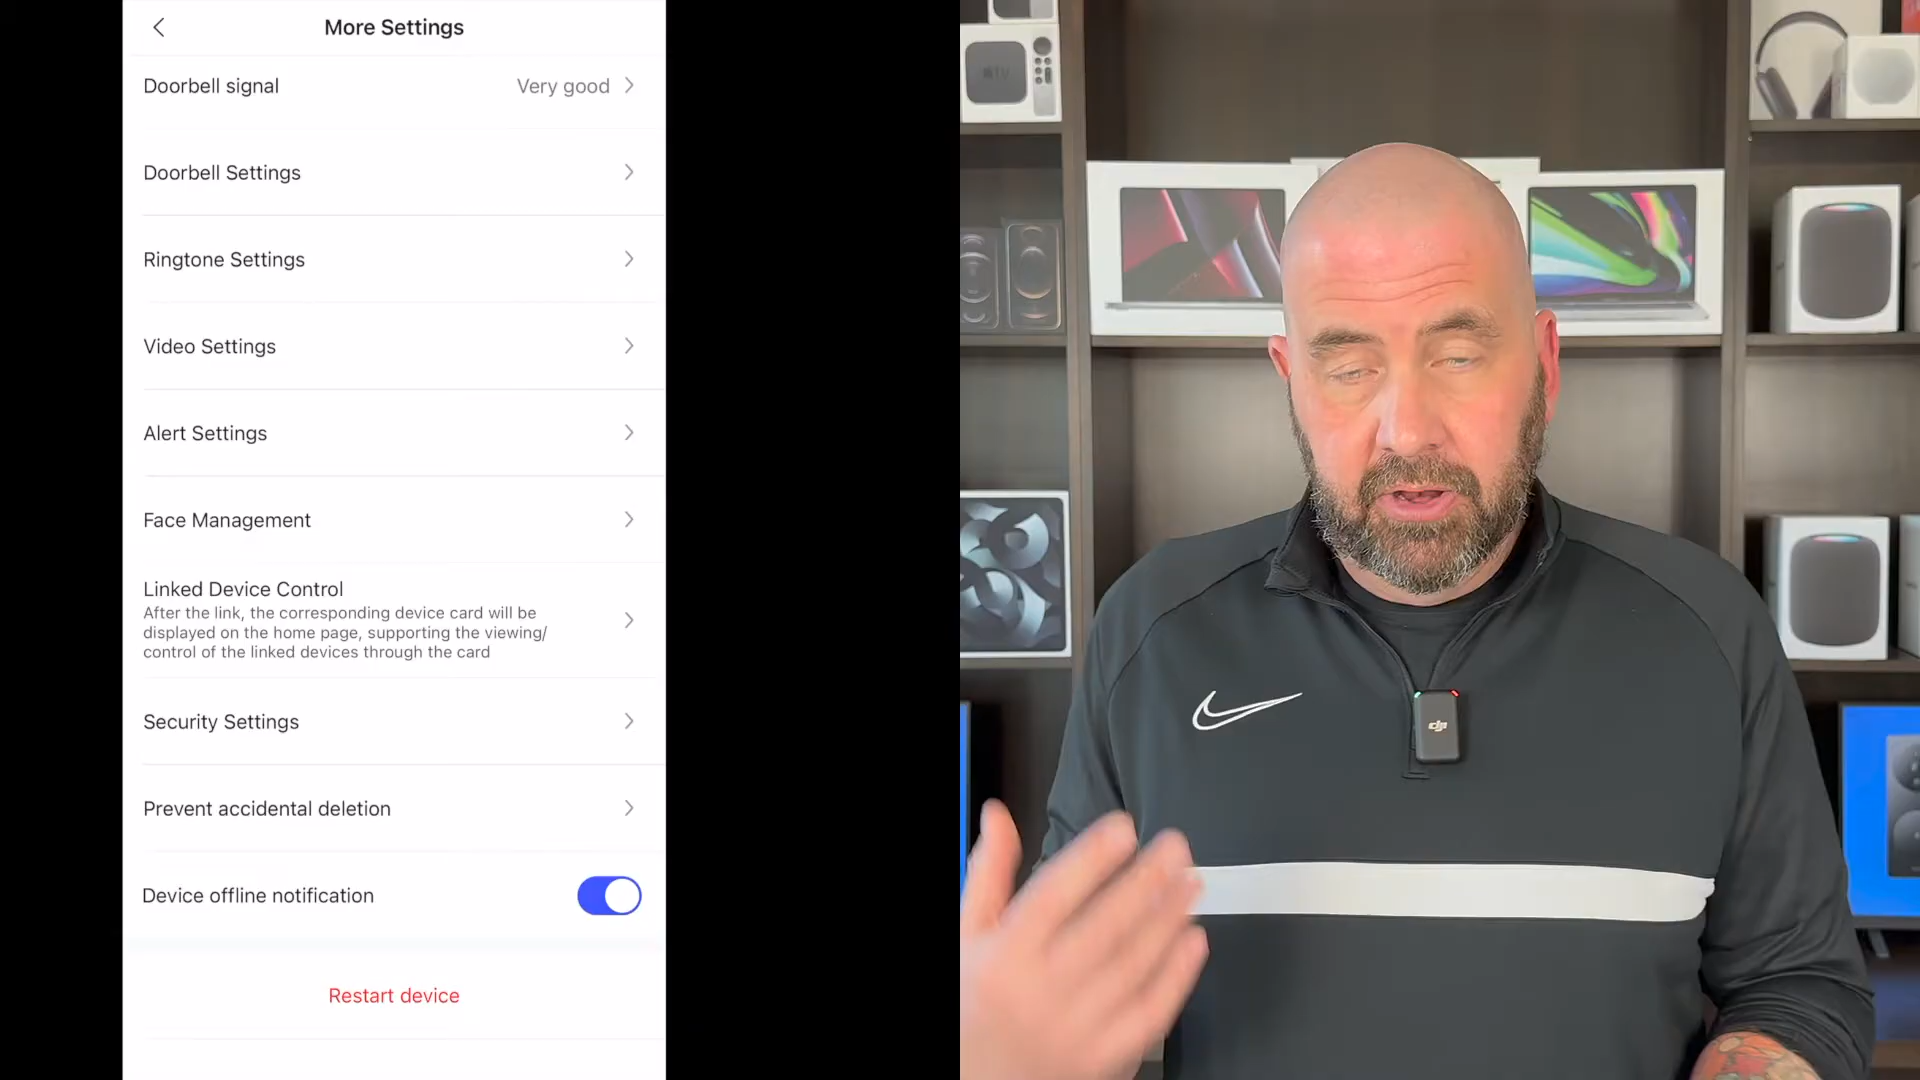 More Settings
Doorbell signal Very good
Doorbell Settings
Ringtone Settings
Video Settings
Alert Settings
Face Management
Linked Device Control
After the link, the corresponding device card will be
displayed on the home page, supporting the viewing/
control of the linked devices through the card
Security Settings
Prevent accidental deletion
Device offline notification
Restart device
tv
dji